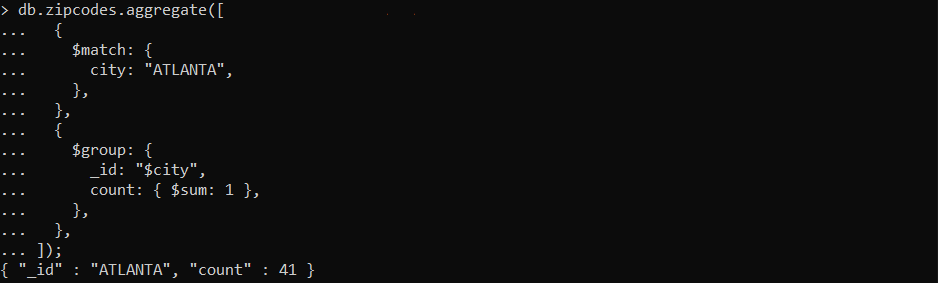 > db.zipcodes.aggregate([
...   {
...     $match: {
...       city: "ATLANTA",
...     },
...   },
...   {
...     $group: {
...       _id: "$city",
...       count: { $sum: 1 },
...     },
...   },
... ]);
{ "_id" : "ATLANTA", "count" : 41 }